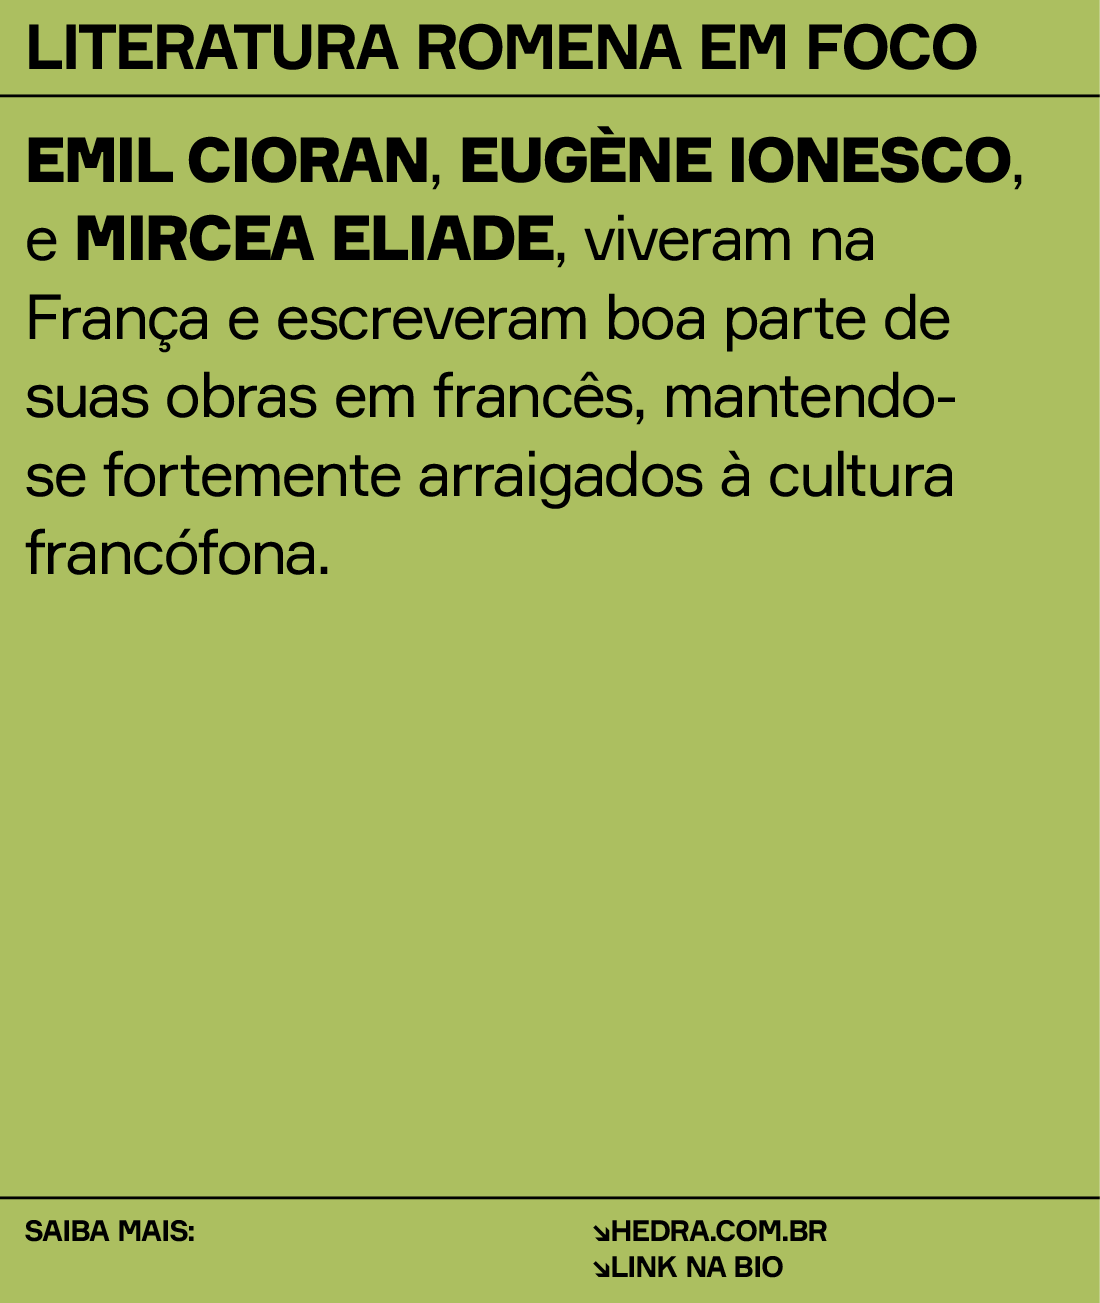 LITERATURA ROMENA EM FOCO
EMIL CIORAN, EUGÈNE IONESCO,
e MIRCEA ELIADE, viveram na
França e escreveram boa parte de
suas obras em francês, mantendo-
se fortemente arraigados à cultura
francófona.
SAIBA MAIS:
↘HEDRA.COM.BR
↘LINK NA BIO